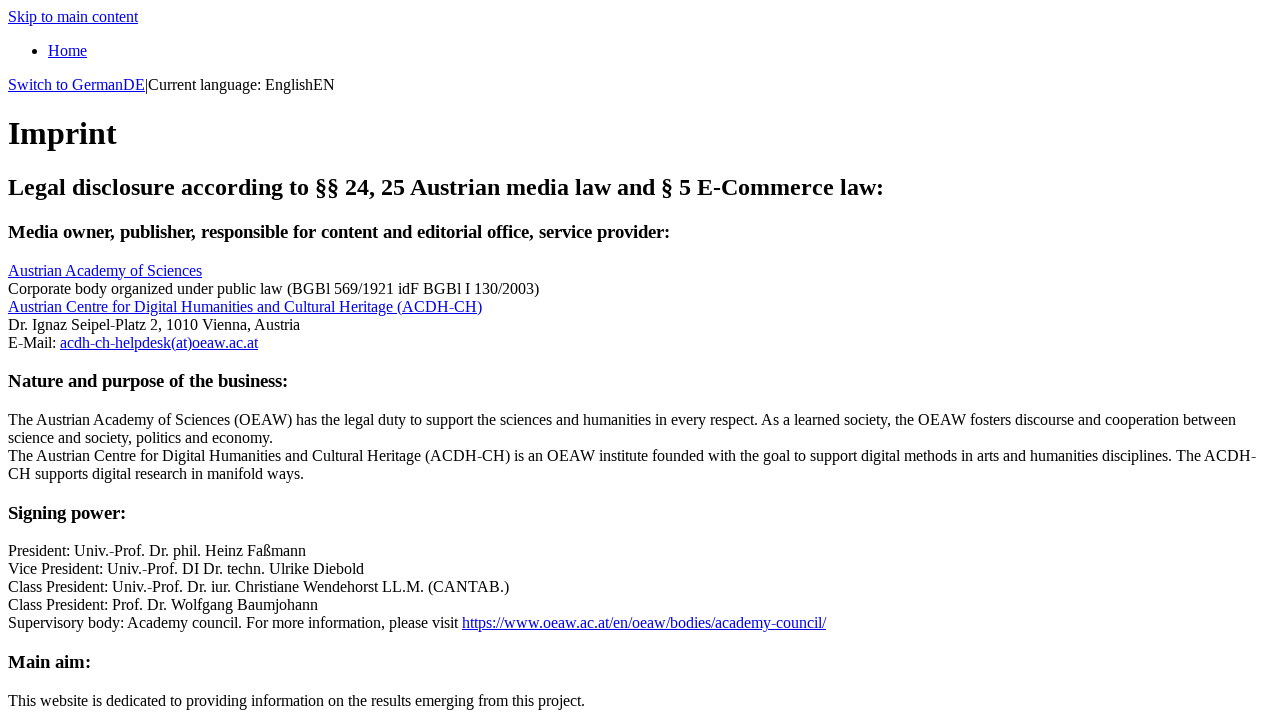 Skip to main content
Home
Switch to GermanDE|Current language: EnglishEN
Imprint
Legal disclosure according to §§ 24, 25 Austrian media law and § 5 E-Commerce law:
Media owner, publisher, responsible for content and editorial office, service provider:
Austrian Academy of Sciences
Corporate body organized under public law (BGBl 569/1921 idF BGBl I 130/2003)
Austrian Centre for Digital Humanities and Cultural Heritage (ACDH-CH)
Dr. Ignaz Seipel-Platz 2, 1010 Vienna, Austria
E-Mail: acdh-ch-helpdesk(at)oeaw.ac.at
Nature and purpose of the business:
The Austrian Academy of Sciences (OEAW) has the legal duty to support the sciences and humanities in every respect. As a learned society, the OEAW fosters discourse and cooperation between
science and society, politics and economy.
The Austrian Centre for Digital Humanities and Cultural Heritage (ACDH-CH) is an OEAW institute founded with the goal to support digital methods in arts and humanities disciplines. The ACDH-
CH supports digital research in manifold ways.
Signing power:
President: Univ.-Prof. Dr. phil. Heinz Faßmann
Vice President: Univ.-Prof. DI Dr. techn. Ulrike Diebold
Class President: Univ.-Prof. Dr. iur. Christiane Wendehorst LL.M. (CANTAB.)
Class President: Prof. Dr. Wolfgang Baumjohann
Supervisory body: Academy council. For more information, please visit https://www.oeaw.ac.at/en/oeaw/bodies/academy-council/
Main aim:
This website is dedicated to providing information on the results emerging from this project.